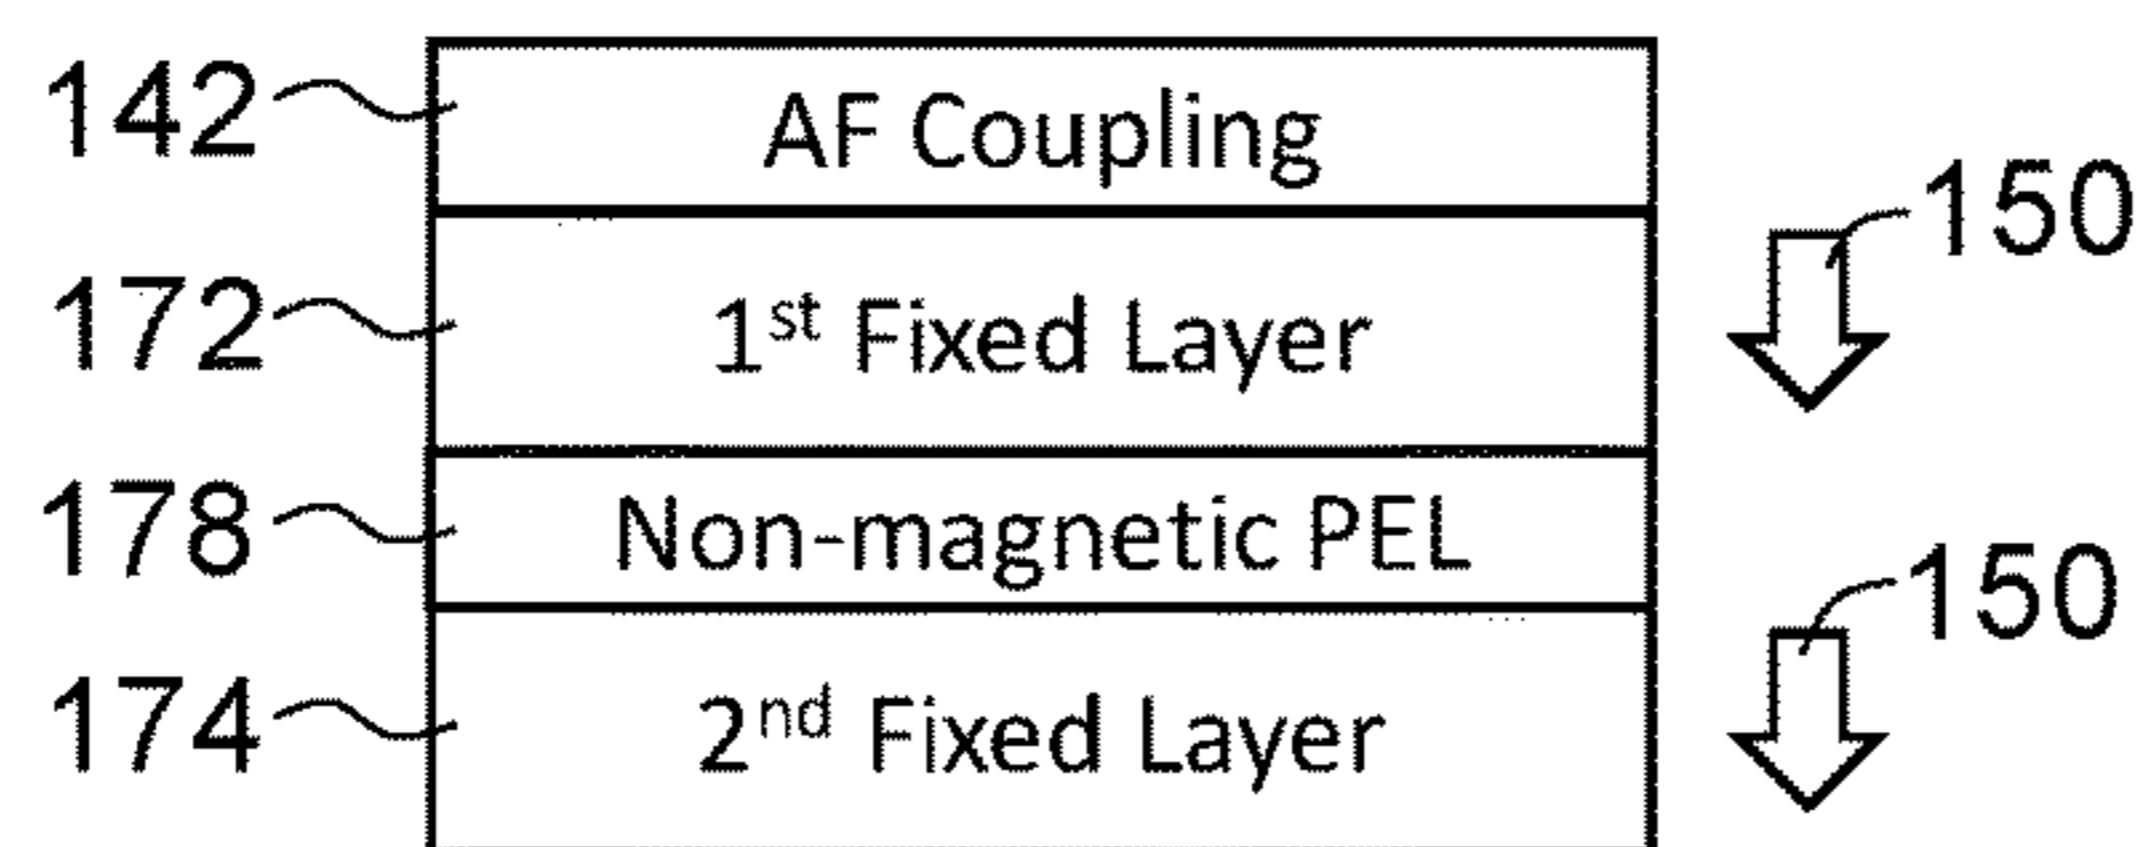 142 AF Coupling
150
172 1st Fixed Layer
178 Non-magnetic PEL
150
174 2nd Fixed Layer